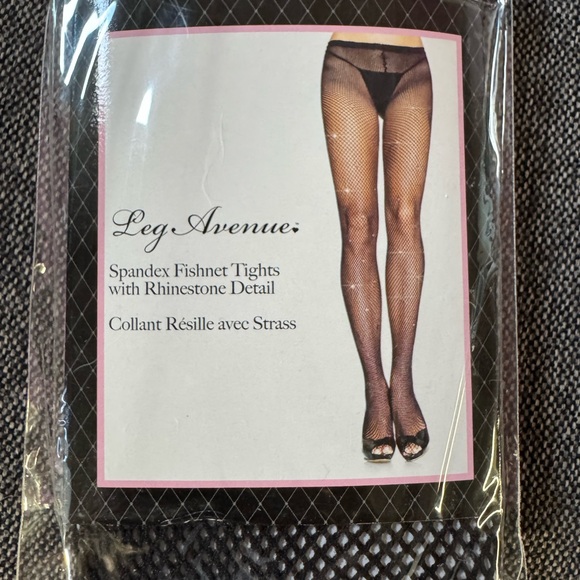 Leg Avenue
Spandex Fishnet Tights
with Rhinestone Detail
Collant Résille avec Strass